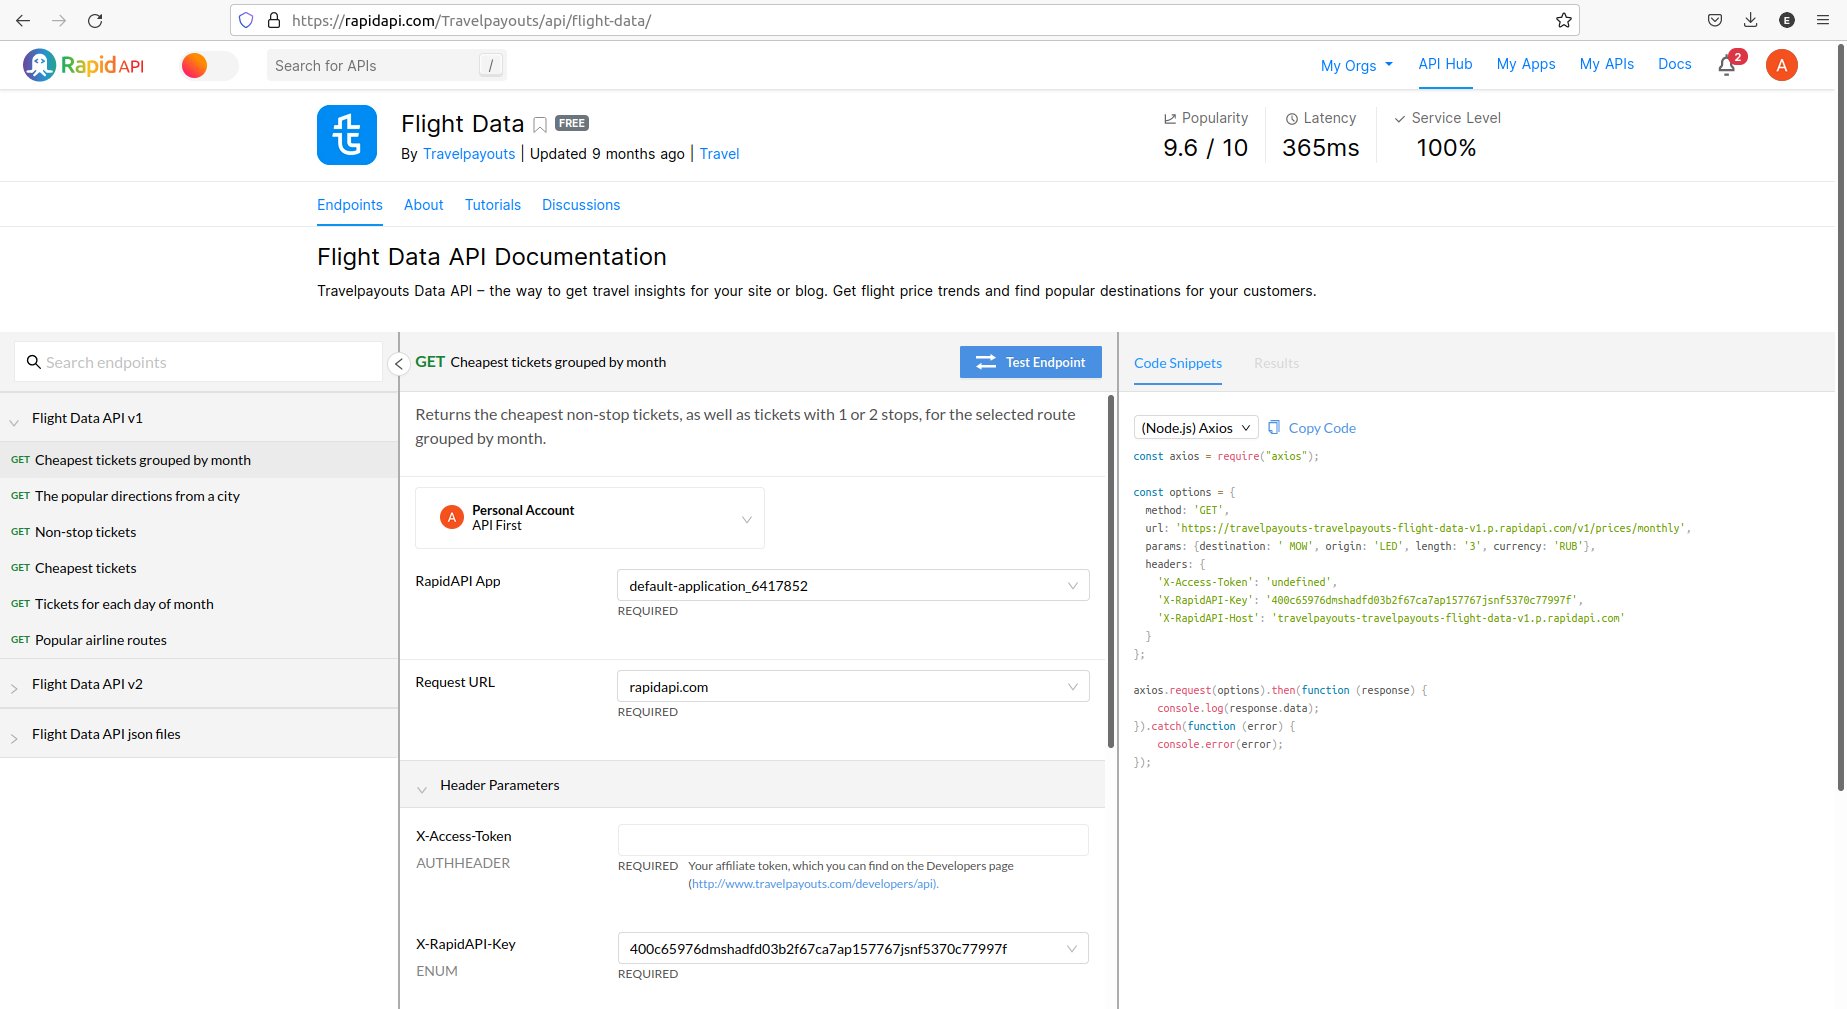 https://rapidapi.com/Travelpayouts/api/flight-data/
E
Rapid API
Search for APIs
/
My Orgs
API Hub
My Apps
My APIs
Docs
2
A
Flight Data
FREE
By Travelpayouts | Updated 9 months ago | Travel
Popularity
9.6 / 10
Latency
365ms
Service Level
100%
Endpoints
About
Tutorials
Discussions
Flight Data API Documentation
Travelpayouts Data API – the way to get travel insights for your site or blog. Get flight price trends and find popular destinations for your customers.
Search endpoints
Flight Data API v1
GET Cheapest tickets grouped by month
GET The popular directions from a city
GET Non-stop tickets
GET Cheapest tickets
GET Tickets for each day of month
GET Popular airline routes
Flight Data API v2
Flight Data API json files
GET Cheapest tickets grouped by month
Test Endpoint
Returns the cheapest non-stop tickets, as well as tickets with 1 or 2 stops, for the selected route
grouped by month.
A
Personal Account
API First
RapidAPI App
default-application_6417852
REQUIRED
Request URL
rapidapi.com
REQUIRED
Header Parameters
X-Access-Token
AUTHHEADER
REQUIRED
Your affiliate token, which you can find on the Developers page
(http://www.travelpayouts.com/developers/api).
X-RapidAPI-Key
ENUM
400c65976dmshadfd03b2f67ca7ap157767jsnf5370c77997f
REQUIRED
Code Snippets
Results
(Node.js) Axios
Copy Code
const axios = require("axios");
const options = {
method: 'GET',
url: 'https://travelpayouts-travelpayouts-flight-data-v1.p.rapidapi.com/v1/prices/monthly',
params: {destination: ' MOW', origin: 'LED', length: '3', currency: 'RUB'},
headers: {
'X-Access-Token': 'undefined',
'X-RapidAPI-Key': '400c65976dmshadfd03b2f67ca7ap157767jsnf5370c77997f',
'X-RapidAPI-Host': 'travelpayouts-travelpayouts-flight-data-v1.p.rapidapi.com'
}
};
axios.request(options).then(function (response) {
console.log(response.data);
}).catch(function (error) {
console.error(error);
});